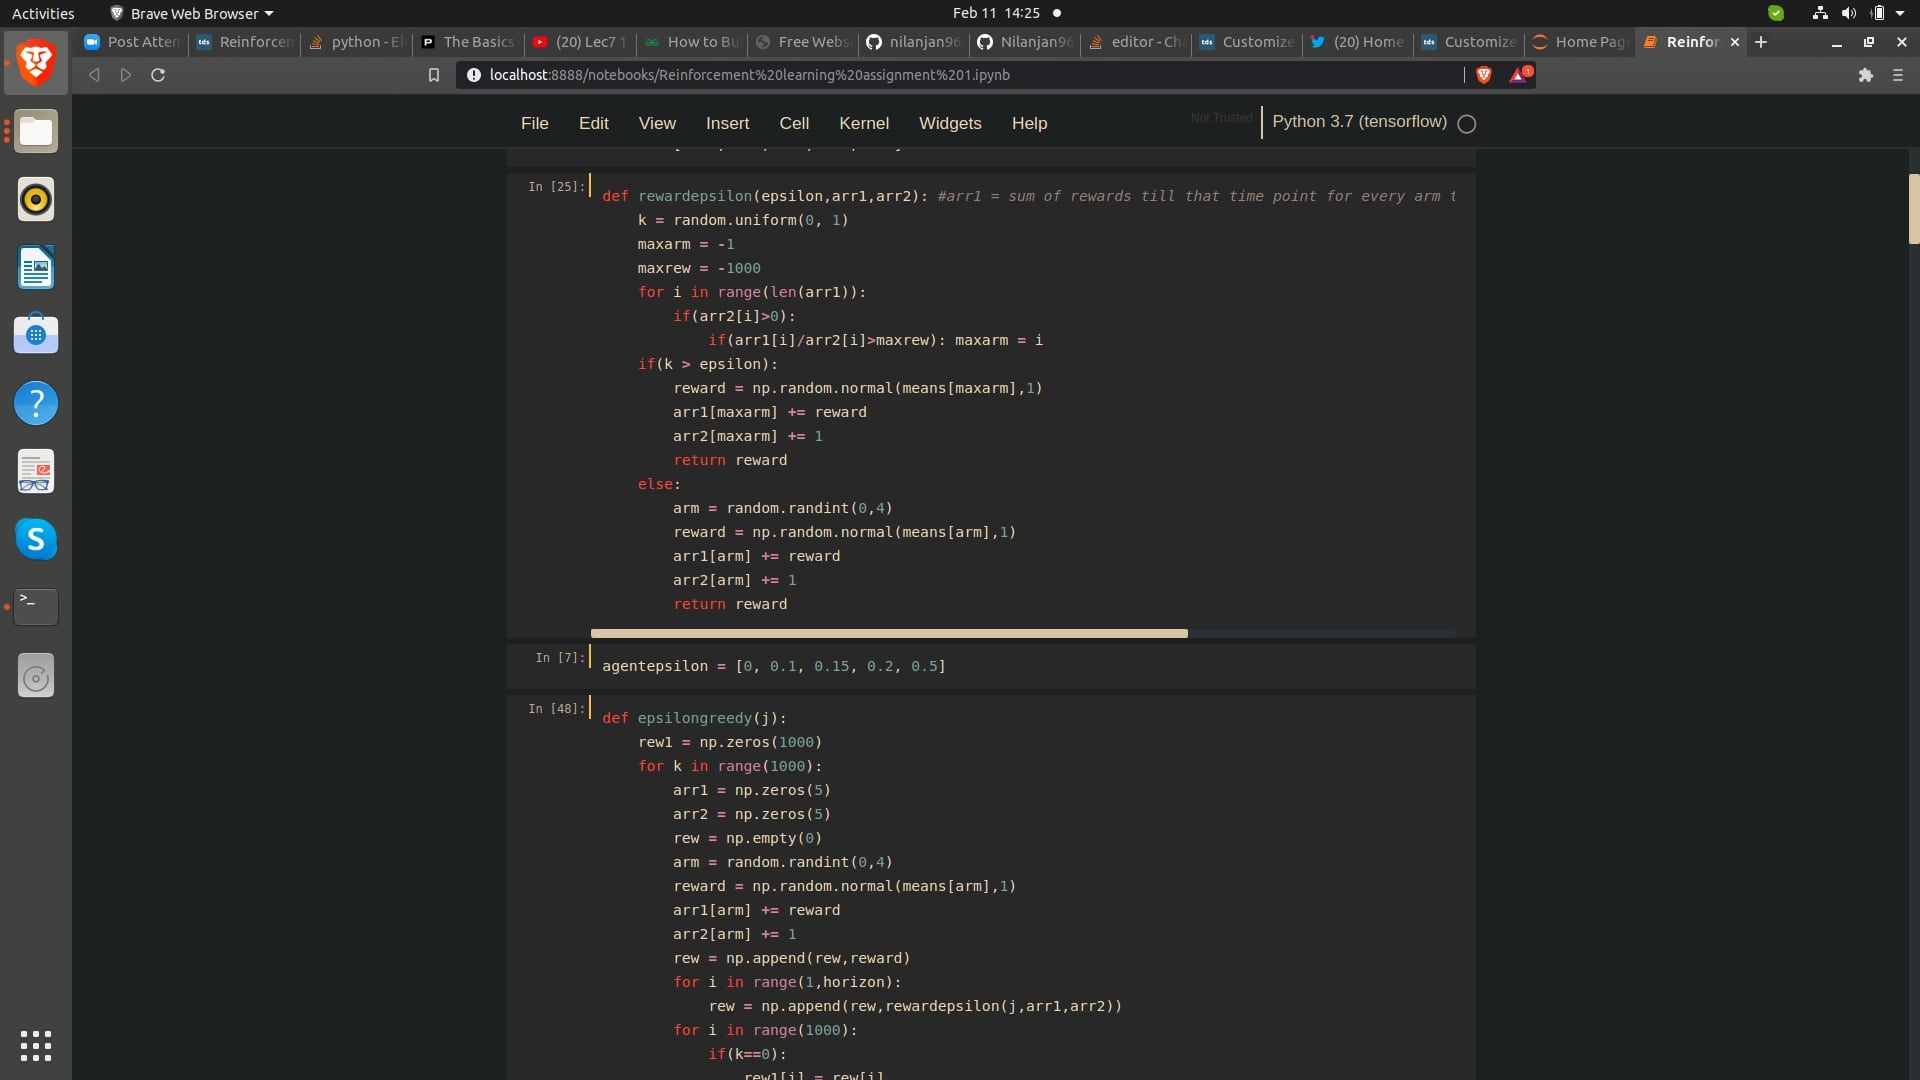 Activities Brave Web Browser Feb 11 14:25
Post Atten tds Reinforcen python - El P The Basics (20) Lec7 1 How to Bu Free Webs nilanjan96 Nilanjan96 editor - Ch tds Customize (20) Home tds Customize Home Page Reinfor
localhost:8888/notebooks/Reinforcement%20learning%20assignment%201.ipynb 1
File Edit View Insert Cell Kernel Widgets Help Not Trusted Python 3.7 (tensorflow)
In [25]: def rewardepsilon(epsilon,arr1,arr2): #arr1 = sum of rewards till that time point for every arm t
    k = random.uniform(0, 1)
    maxarm = -1
    maxrew = -1000
    for i in range(len(arr1)):
        if(arr2[i]>0):
            if(arr1[i]/arr2[i]>maxrew): maxarm = i
    if(k > epsilon):
        reward = np.random.normal(means[maxarm],1)
        arr1[maxarm] += reward
        arr2[maxarm] += 1
        return reward
    else:
        arm = random.randint(0,4)
        reward = np.random.normal(means[arm],1)
        arr1[arm] += reward
        arr2[arm] += 1
        return reward
In [7]: agentepsilon = [0, 0.1, 0.15, 0.2, 0.5]
In [48]: def epsilongreedy(j):
    rew1 = np.zeros(1000)
    for k in range(1000):
        arr1 = np.zeros(5)
        arr2 = np.zeros(5)
        rew = np.empty(0)
        arm = random.randint(0,4)
        reward = np.random.normal(means[arm],1)
        arr1[arm] += reward
        arr2[arm] += 1
        rew = np.append(rew,reward)
        for i in range(1,horizon):
            rew = np.append(rew,rewardepsilon(j,arr1,arr2))
        for i in range(1000):
            if(k==0):
                rew1[i] = rew[i]